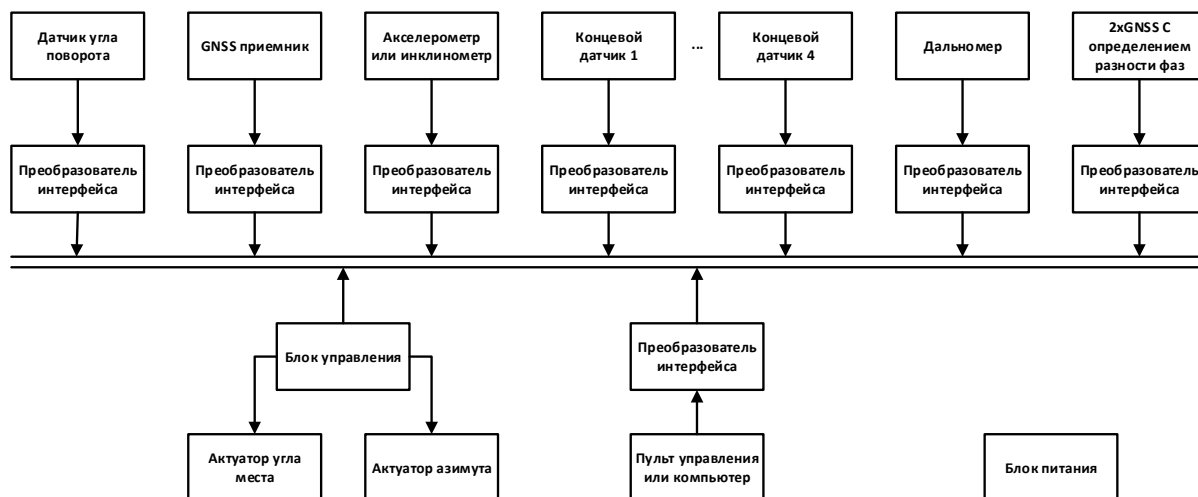 Датчик угла
поворота
GNSS приемник
Акселерометр
или инклинометр
Концевой
датчик 1
...
Концевой
датчик 4
Дальномер
2xGNSS С
определением
разности фаз
Преобразователь
интерфейса
Преобразователь
интерфейса
Преобразователь
интерфейса
Преобразователь
интерфейса
Преобразователь
интерфейса
Преобразователь
интерфейса
Преобразователь
интерфейса
Блок управления
Преобразователь
интерфейса
Актуатор угла
места
Актуатор азимута
Пульт управления
или компьютер
Блок питания